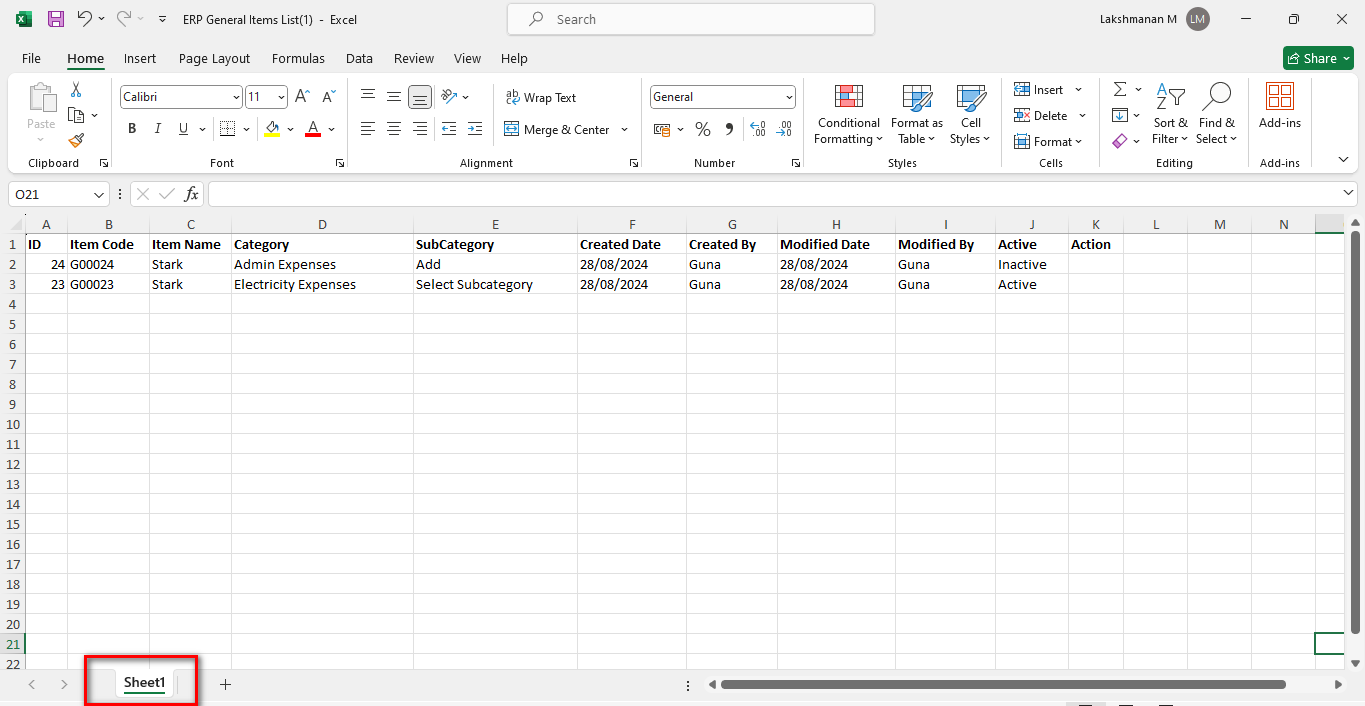 ERP General Items List(1) - Excel
Search
Lakshmanan M LM
File Home Insert Page Layout Formulas Data Review View Help
Share
Paste
Clipboard
Calibri 11
B I U A
Font
Wrap Text
Merge & Center
Alignment
General
% 9
Number
Conditional Formatting
Format as Table
Cell Styles
Styles
Insert
Delete
Format
Cells
Sort & Filter
Find & Select
Editing
Add-ins
Add-ins
O21 fx
A B C D E F G H I J K L M N
1 ID Item Code Item Name Category SubCategory Created Date Created By Modified Date Modified By Active Action
2 24 G00024 Stark Admin Expenses Add 28/08/2024 Guna 28/08/2024 Guna Inactive
3 23 G00023 Stark Electricity Expenses Select Subcategory 28/08/2024 Guna 28/08/2024 Guna Active
4
5
6
7
8
9
10
11
12
13
14
15
16
17
18
19
20
21
22
Sheet1